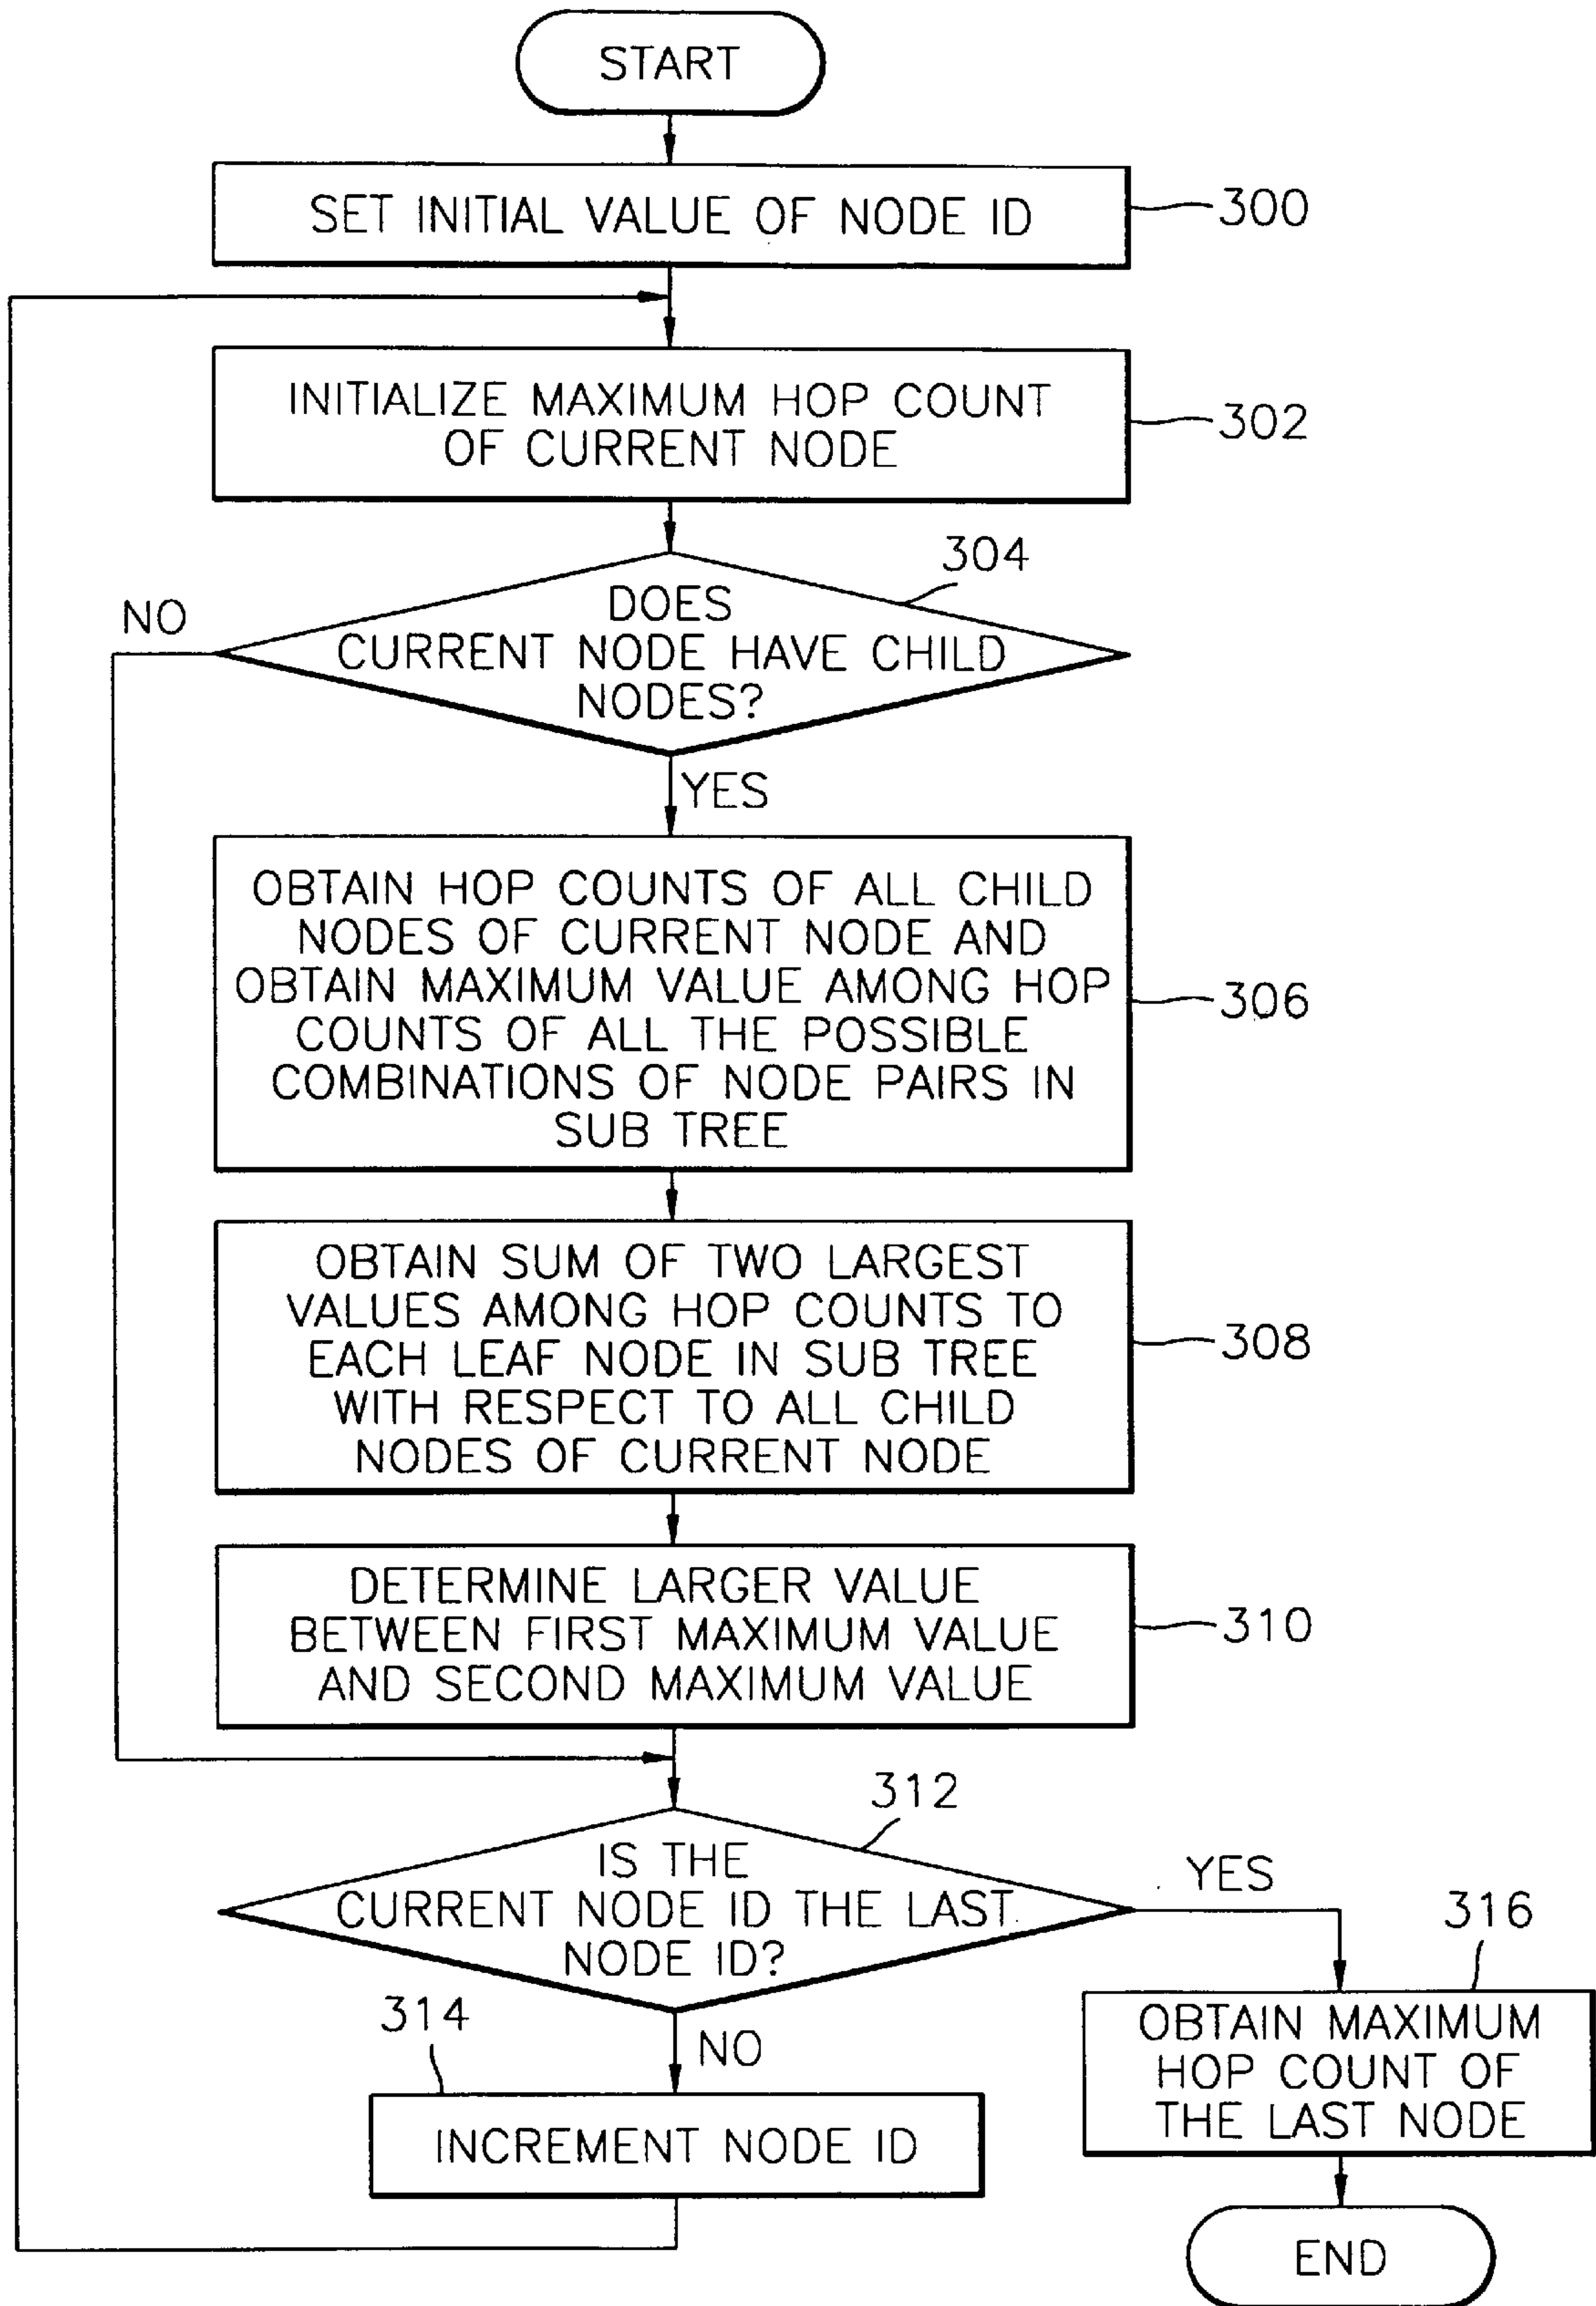 START
SET INITIAL VALUE OF NODE ID
300
INITIALIZE MAXIMUM HOP COUNT
OF CURRENT NODE
302
304
NO
DOES
CURRENT NODE HAVE CHILD
NODES?
YES
OBTAIN HOP COUNTS OF ALL CHILD
NODES OF CURRENT NODE AND
OBTAIN MAXIMUM VALUE AMONG HOP
COUNTS OF ALL THE POSSIBLE
COMBINATIONS OF NODE PAIRS IN
SUB TREE
306
OBTAIN SUM OF TWO LARGEST
VALUES AMONG HOP COUNTS TO
EACH LEAF NODE IN SUB TREE
WITH RESPECT TO ALL CHILD
NODES OF CURRENT NODE
308
DETERMINE LARGER VALUE
BETWEEN FIRST MAXIMUM VALUE
AND SECOND MAXIMUM VALUE
310
312
IS THE
CURRENT NODE ID THE LAST
NODE ID?
YES
316
314
NO
OBTAIN MAXIMUM
HOP COUNT OF
THE LAST NODE
INCREMENT NODE ID
END